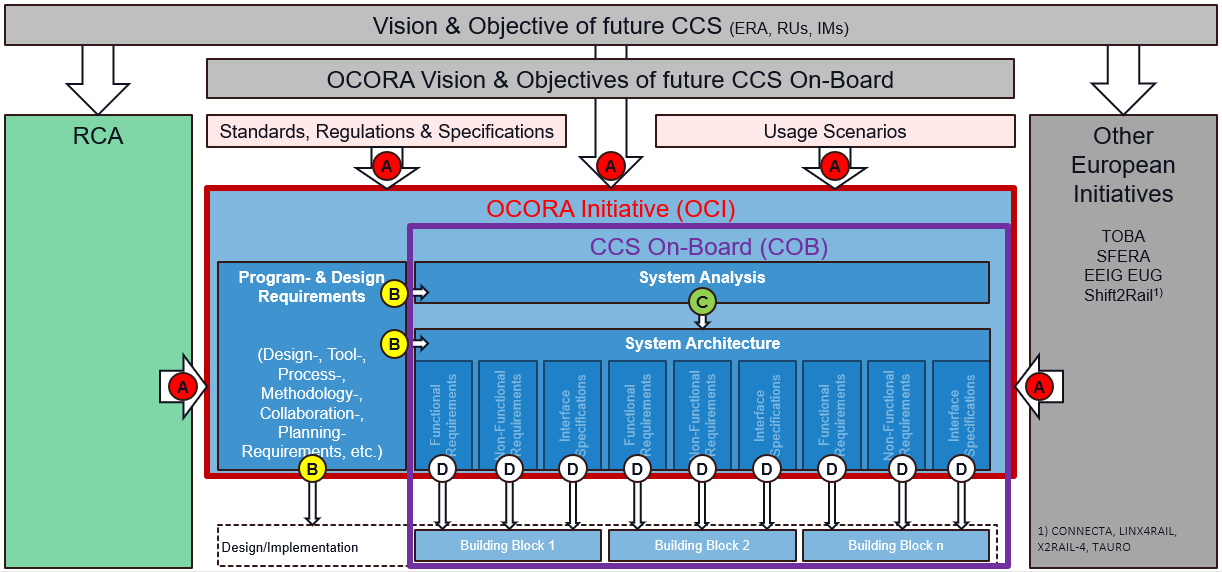 Vision & Objective of future CCS (ERA, RUs, IMs)
OCORA Vision & Objectives of future CCS On-Board
RCA
Standards, Regulations & Specifications
Usage Scenarios
Other
European
Initiatives
TOBA
SFERA
EEIG EUG
Shift2Rail1)
A
A
A
OCORA Initiative (OCI)
CCS On-Board (COB)
Program- & Design
Requirements
(Design-, Tool-,
Process-,
Methodology-,
Collaboration-,
Planning-
Requirements, etc.)
B
System Analysis
C
B
System Architecture
A
A
Functional
Requirements
Non-Functional
Requirements
Interface
Specifications
Functional
Requirements
Non-Functional
Requirements
Interface
Specifications
Functional
Requirements
Non-Functional
Requirements
Interface
Specifications
B
D
D
D
D
D
D
D
D
D
Design/Implementation
Building Block 1
Building Block 2
Building Block n
1) CONNECTA, LINX4RAIL,
X2RAIL-4, TAURO